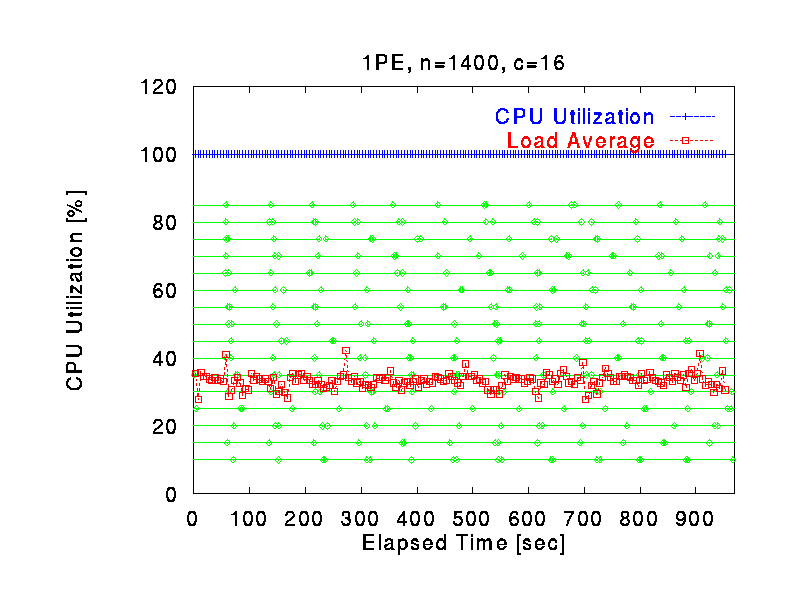 1PE, n=1400, c=16
120
100
80
60
40
20
0
CPU Utilization [%]
CPU Utilization
Load Average
0 100 200 300 400 500 600 700 800 900
Elapsed Time [sec]